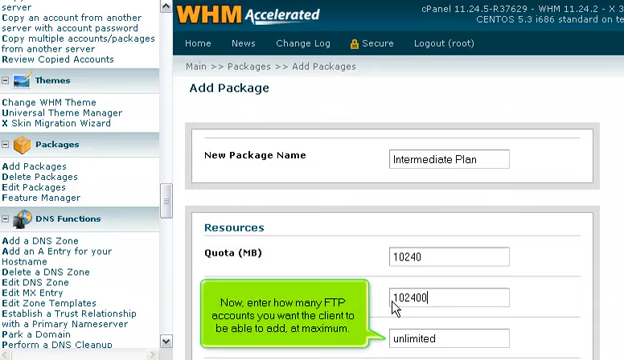 server
Copy an account from another
server with account password
Copy multiple accounts/packages
from another server
Review Copied Accounts
Themes
Change WHM Theme
Universal Theme Manager
X Skin Migration Wizard
Packages
Add Packages
Delete Packages
Edit Packages
Feature Manager
DNS Functions
Add a DNS Zone
Add an A Entry for your
Hostname
Delete a DNS Zone
Edit DNS Zone
Edit MX Entry
Edit Zone Templates
Establish a Trust Relationship
with a Primary Nameserver
Park a Domain
Perform a DNS Cleanup
WHM Accelerated
cPanel 11.24.5-R37629 - WHM 11.24.2 - X 3
CENTOS 5.3 i686 standard on
Home News Change Log Secure Logout (root)
Main >> Packages >> Add Packages
Add Package
New Package Name Intermediate Plan
Resources
Quota (MB) 10240
102400
Now, enter how many FTP
accounts you want the client to
be able to add, at maximum.
unlimited